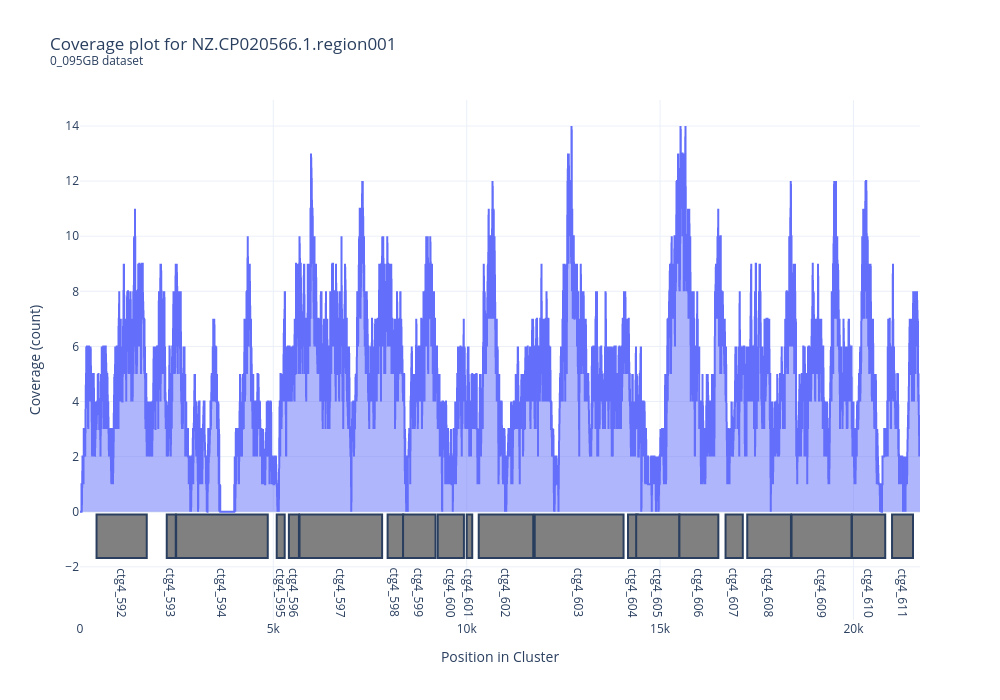 Coverage plot for NZ.CP020566.1.region001
0_095GB dataset
Coverage (count)
14
12
10
8
6
4
2
0
−2
ctg4_592
ctg4_593
ctg4_594
ctg4_595
ctg4_596
ctg4_597
ctg4_598
ctg4_599
ctg4_600
ctg4_601
ctg4_602
ctg4_603
ctg4_604
ctg4_605
ctg4_606
ctg4_607
ctg4_608
ctg4_609
ctg4_610
ctg4_611
0 5k 10k 15k 20k
Position in Cluster